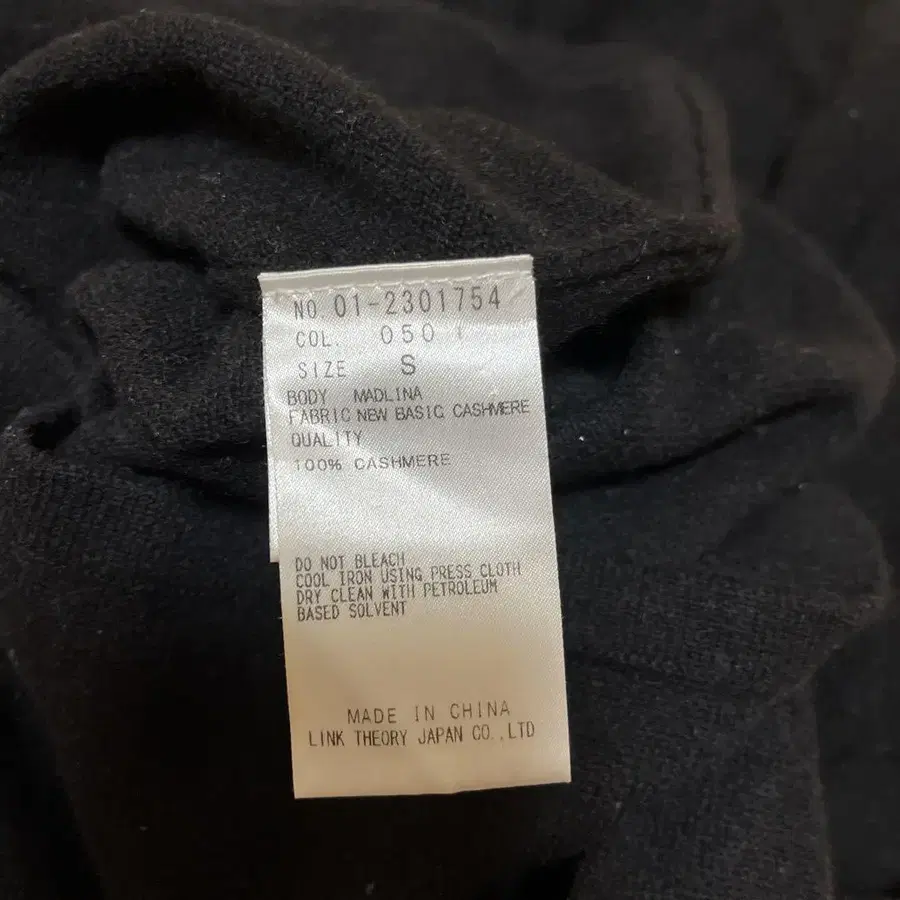 NO. 01-2301754
COL. 050
SIZE S
BODY MADLINA
FABRIC NEW BASIC CASHMERE
QUALITY
100% CASHMERE
DO NOT BLEACH
COOL IRON USING PRESS CLOTH
DRY CLEAN WITH PETROLEUM
BASED SOLVENT
MADE IN CHINA
LINK THEORY JAPAN CO.,LTD